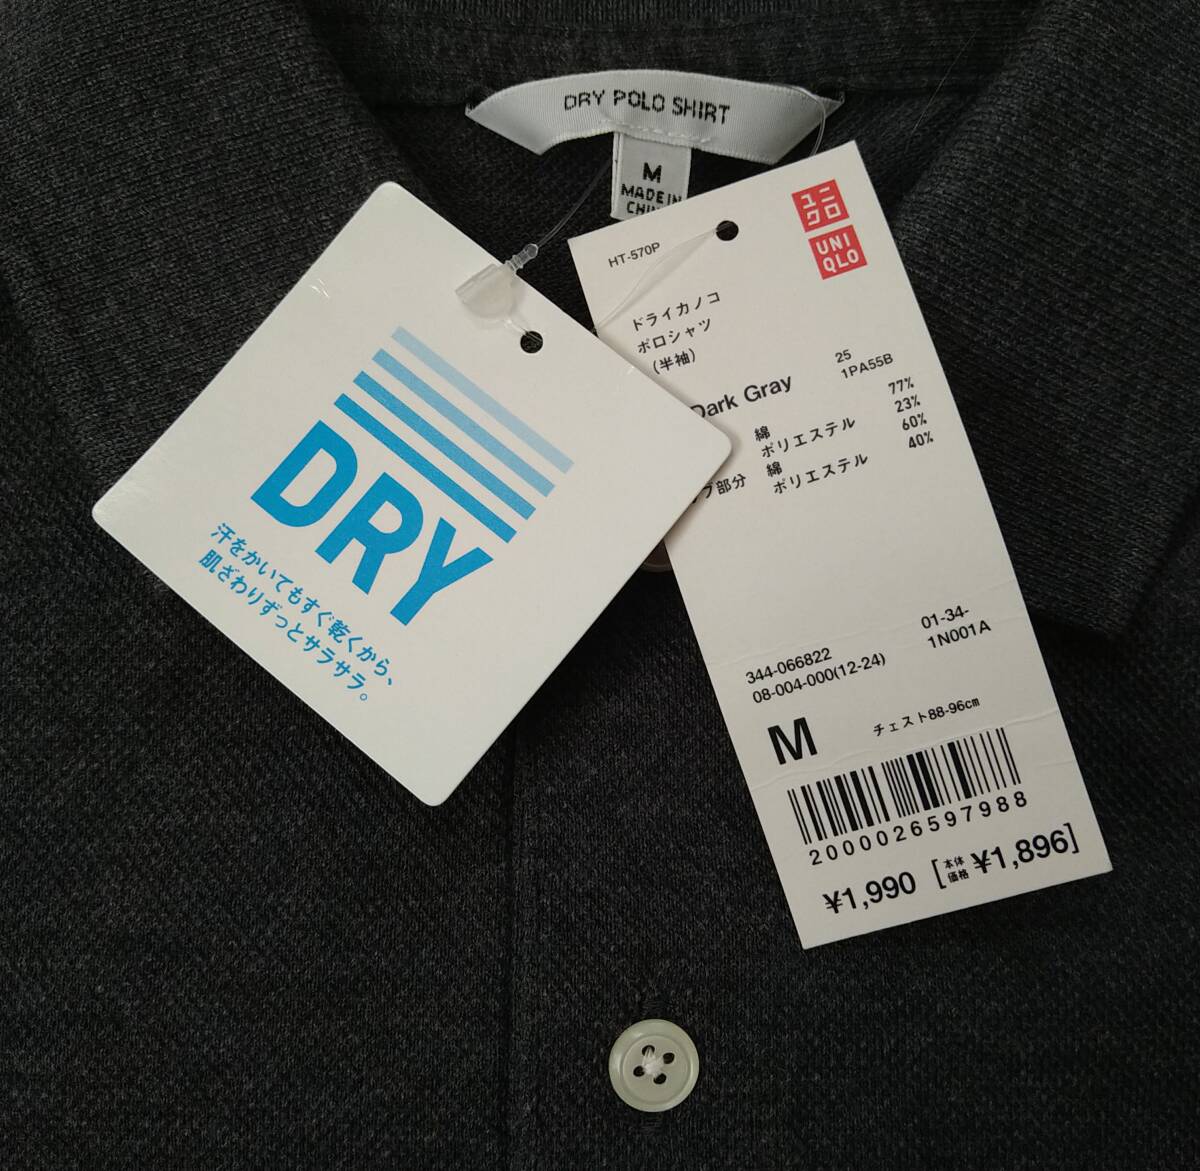 DRY POLO SHIRT
M
MADE IN
HT-570P
ユニ
クロ
UNI
QLO
ドライカノコ
ポロシャツ
(半袖)
25
1PA55B
Dark Gray
綿 77%
ポリエステル 23%
部分 綿 60%
ポリエステル 40%
344-066822
01-34-
08-004-000(12-24)
1N001A
M チェスト88-96cm
2000026597988
¥1,990 [本体価格 ¥1,896]
DRY
汗をかいてもすぐ乾くから、
肌ざわりずっとサラサラ。